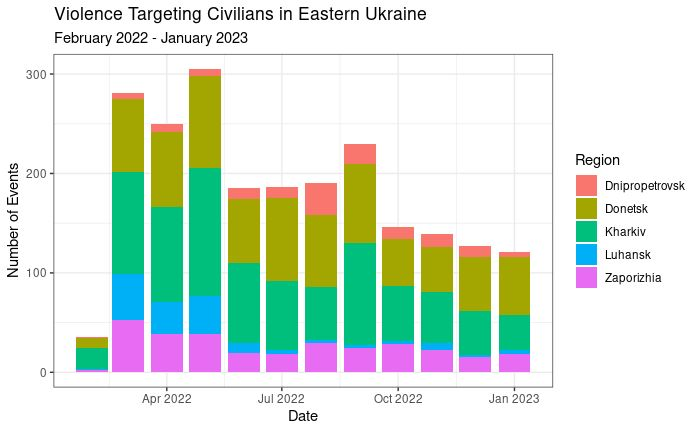 Violence Targeting Civilians in Eastern Ukraine
February 2022 - January 2023
300
200
100
0
Number of Events
Apr 2022 Jul 2022 Oct 2022 Jan 2023
Date
Region
Dnipropetrovsk
Donetsk
Kharkiv
Luhansk
Zaporizhia